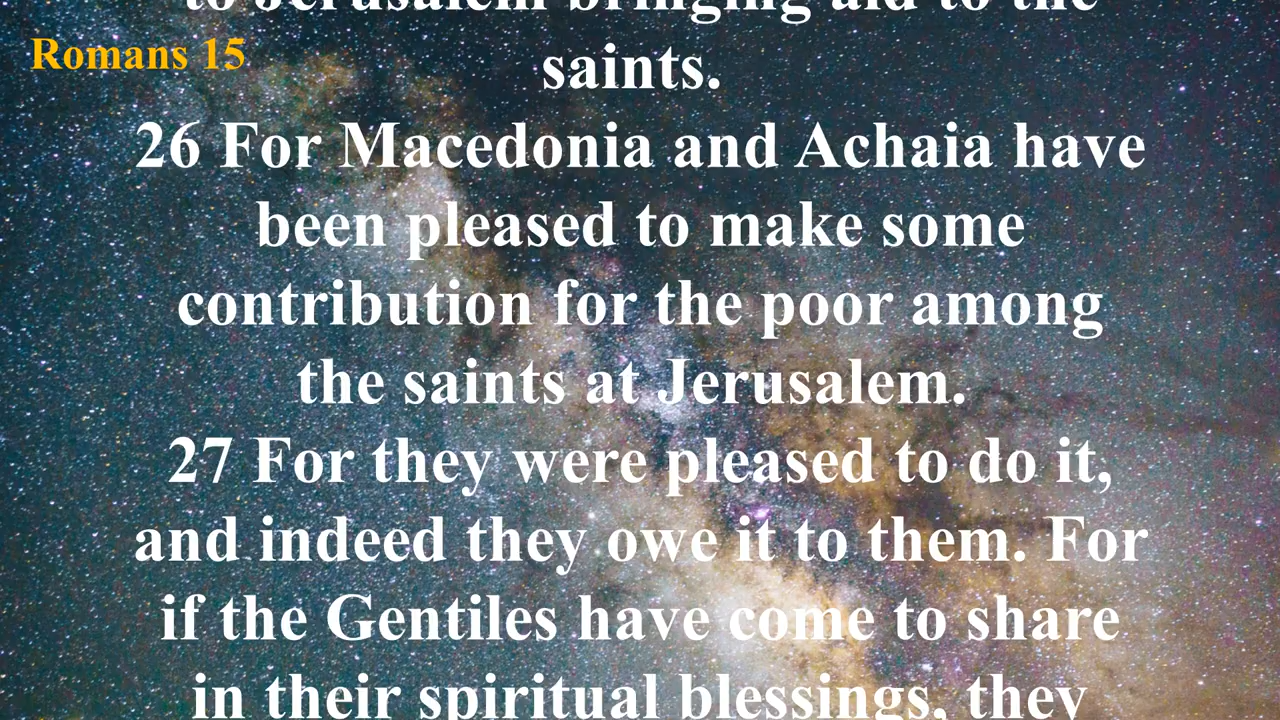 to Jerusalem bringing aid to the
Romans 15
saints.
26 For Macedonia and Achaia have
been pleased to make some
contribution for the poor among
the saints at Jerusalem.
27 For they were pleased to do it,
and indeed they owe it to them. For
if the Gentiles have come to share
in their spiritual blessings, they